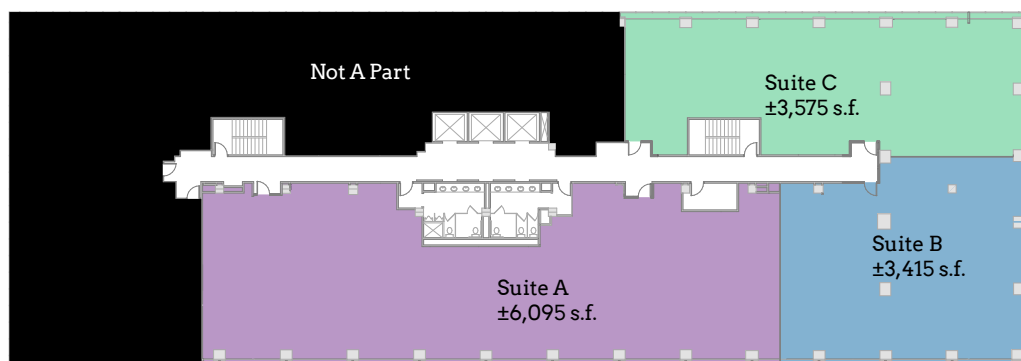 Not A Part
Suite C
±3,575 s.f.
Suite B
±3,415 s.f.
Suite A
±6,095 s.f.